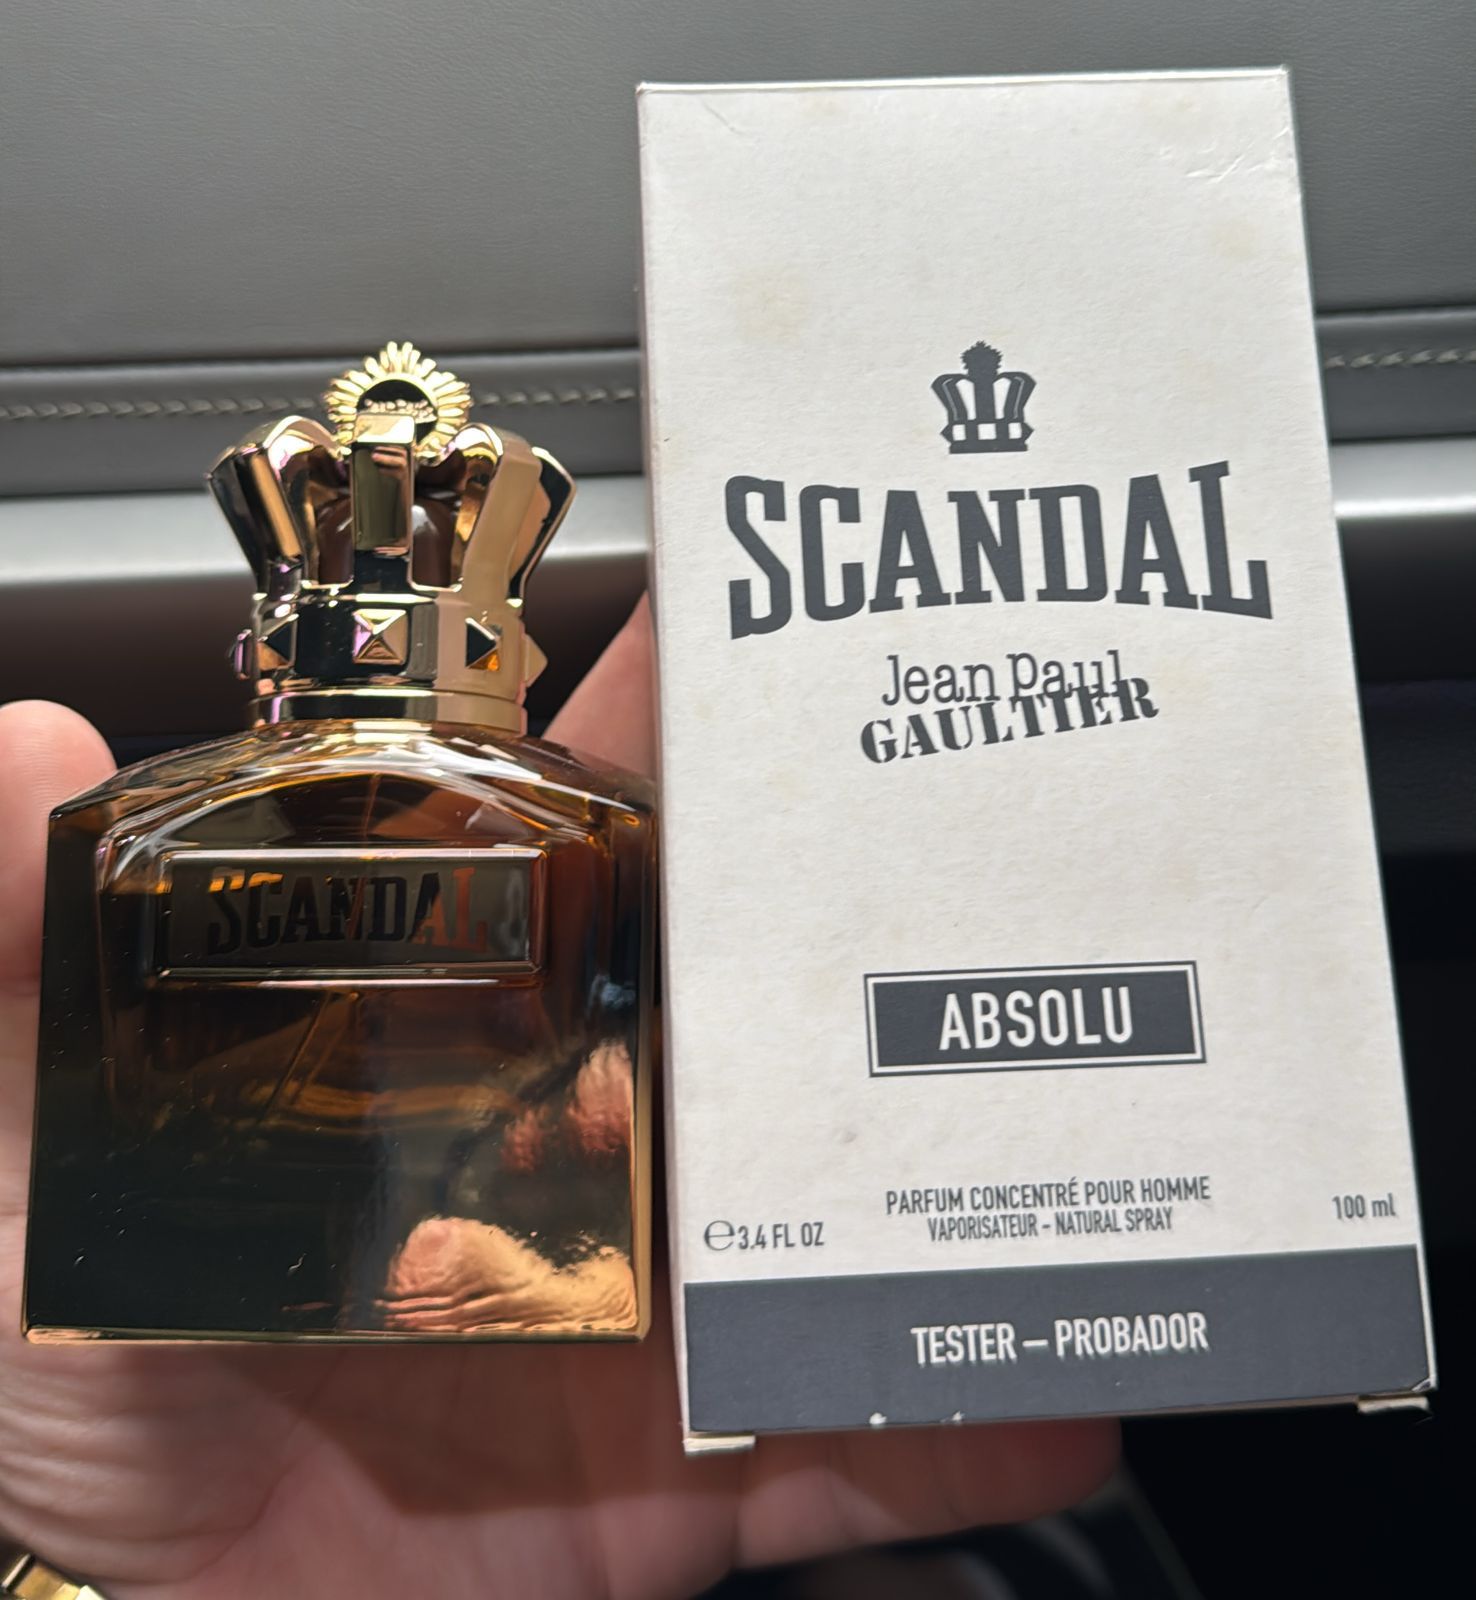 SCANDAL
SCANDAL
Jean Paul
GAULTIER
ABSOLU
PARFUM CONCENTRÉ POUR HOMME
VAPORISATEUR - NATURAL SPRAY
℮ 3.4 FL OZ
100 ml
TESTER – PROBADOR